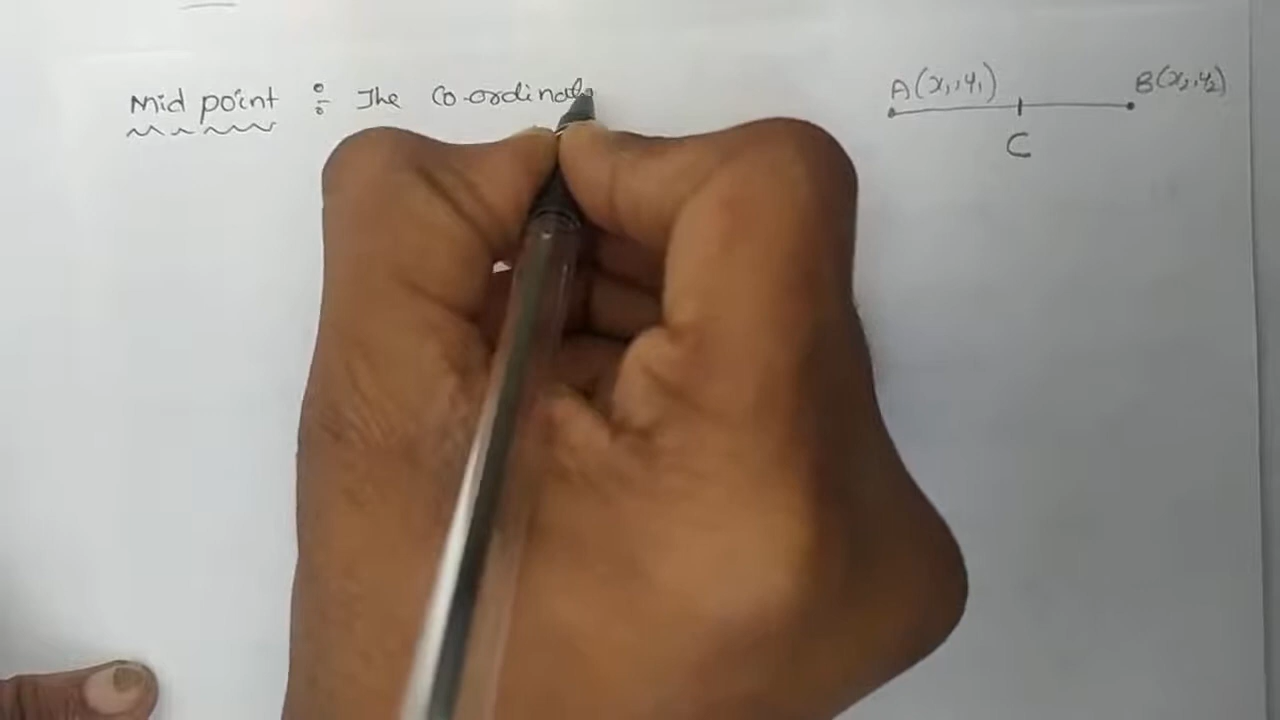 Mid point : The Co-ordinate
A(x₁, y₁)
B(x₂, y₂)
C